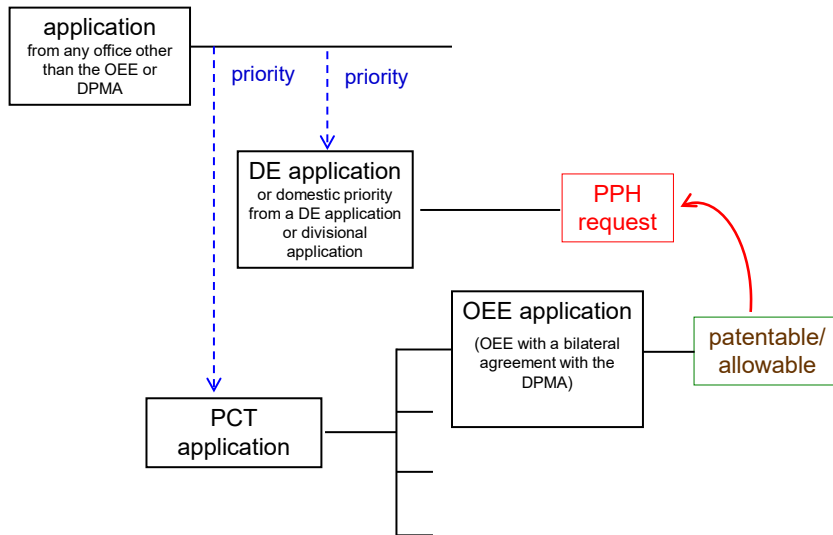 application
from any office other
than the OEE or
DPMA
priority
priority
DE application
or domestic priority
from a DE application
or divisional
application
PPH
request
OEE application
(OEE with a bilateral
agreement with the
DPMA)
patentable/
allowable
PCT
application